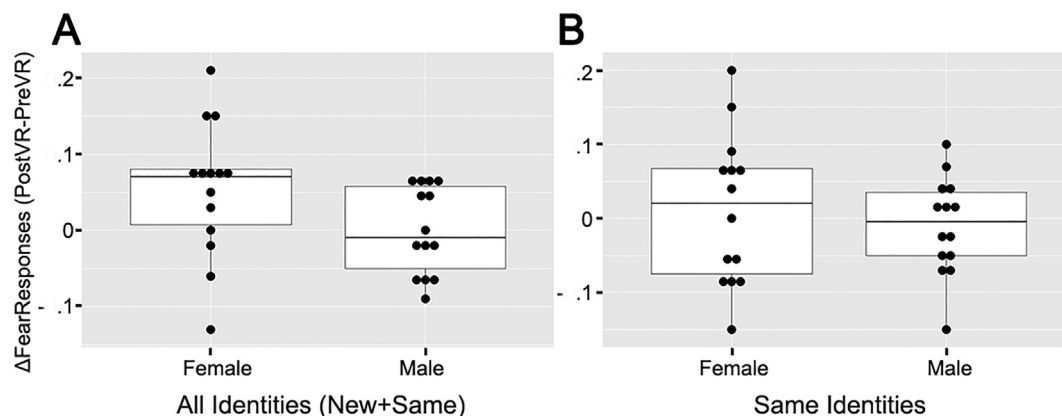 A
B
ΔFearResponses (PostVR-PreVR)
.2
.1
0
- .1
Female
Male
All Identities (New+Same)
.2
.1
0
- .1
Female
Male
Same Identities